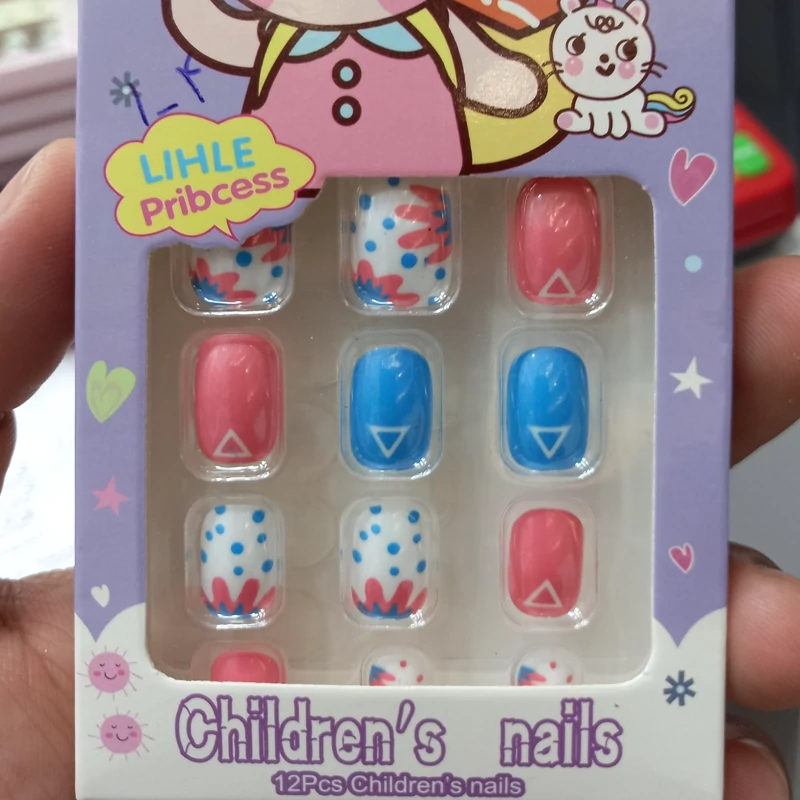 LIHLE
Pribcess
Children's nails
12Pcs Children's nails